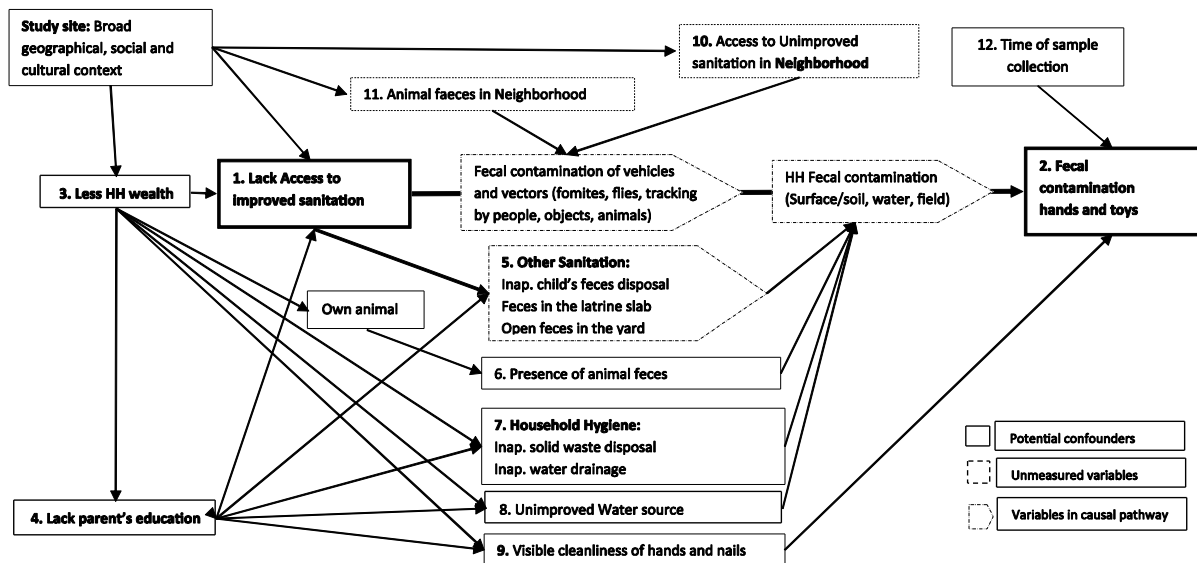 Study site: Broad
geographical, social and
cultural context
10. Access to Unimproved
sanitation in Neighborhood
12. Time of sample
collection
11. Animal faeces in Neighborhood
3. Less HH wealth
1. Lack Access to
improved sanitation
Fecal contamination of vehicles
and vectors (fomites, flies, tracking
by people, objects, animals)
HH Fecal contamination
(Surface/soil, water, field)
2. Fecal
contamination
hands and toys
5. Other Sanitation:
Inap. child's feces disposal
Feces in the latrine slab
Open feces in the yard
Own animal
6. Presence of animal feces
7. Household Hygiene:
Inap. solid waste disposal
Inap. water drainage
8. Unimproved Water source
4. Lack parent's education
9. Visible cleanliness of hands and nails
Potential confounders
Unmeasured variables
Variables in causal pathway